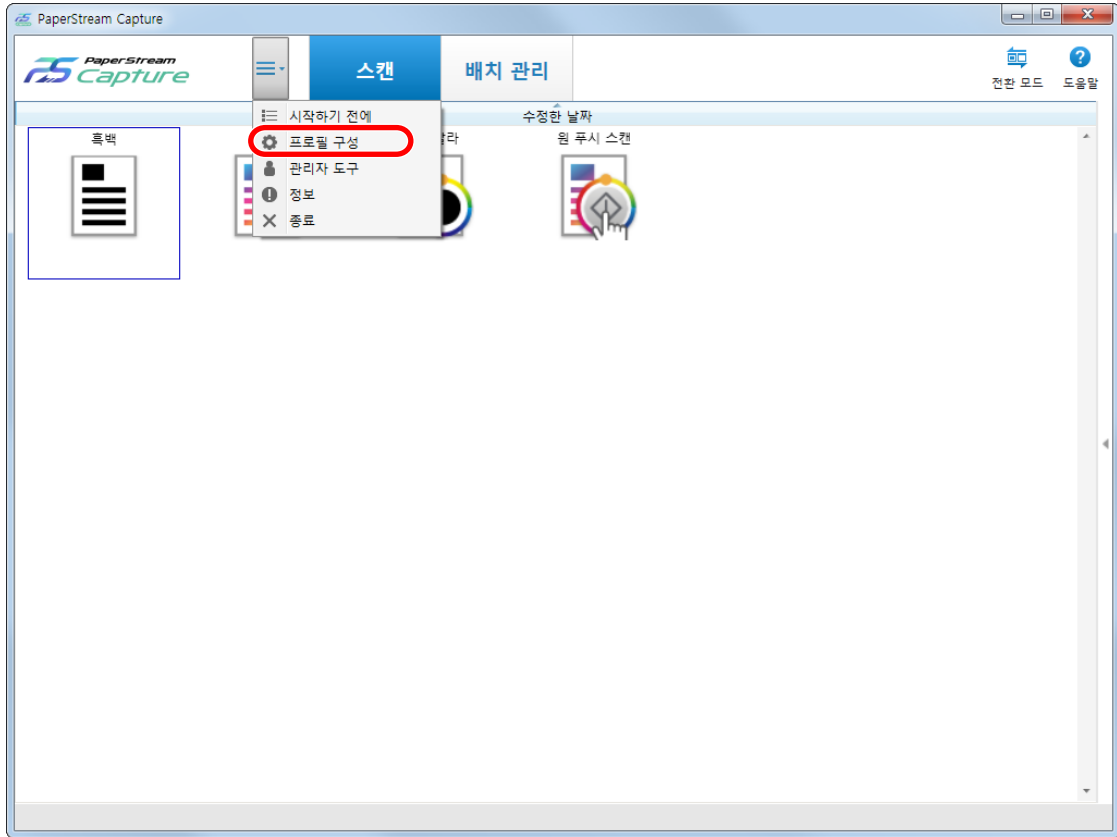 PaperStream Capture
PaperStream
Capture
스캔
배치 관리
전환 모드
도움말
수정한 날짜
시작하기 전에
프로필 구성
관리자 도구
정보
종료
흑백
원 푸시 스캔